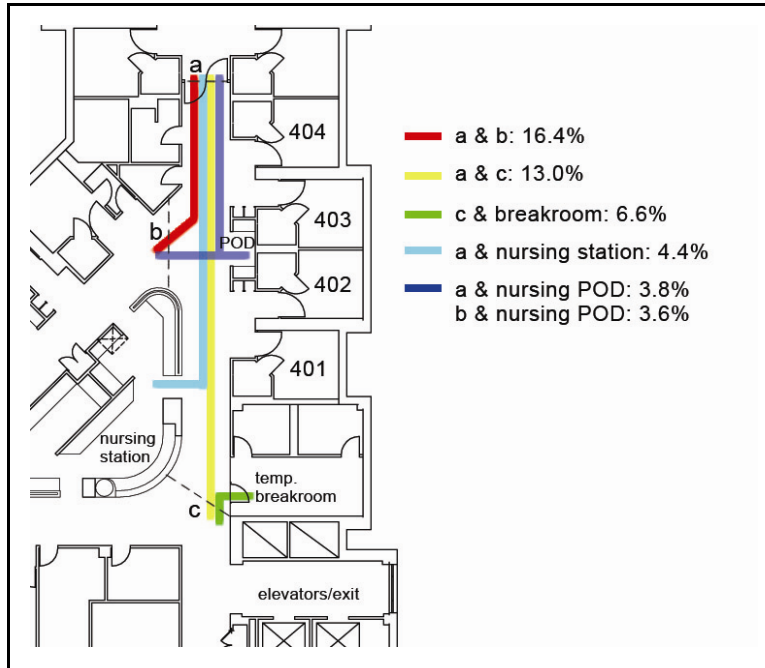 a
404
b
POD
403
402
401
nursing
station
temp.
breakroom
c
elevators/exit
a & b: 16.4%
a & c: 13.0%
c & breakroom: 6.6%
a & nursing station: 4.4%
a & nursing POD: 3.8%
b & nursing POD: 3.6%